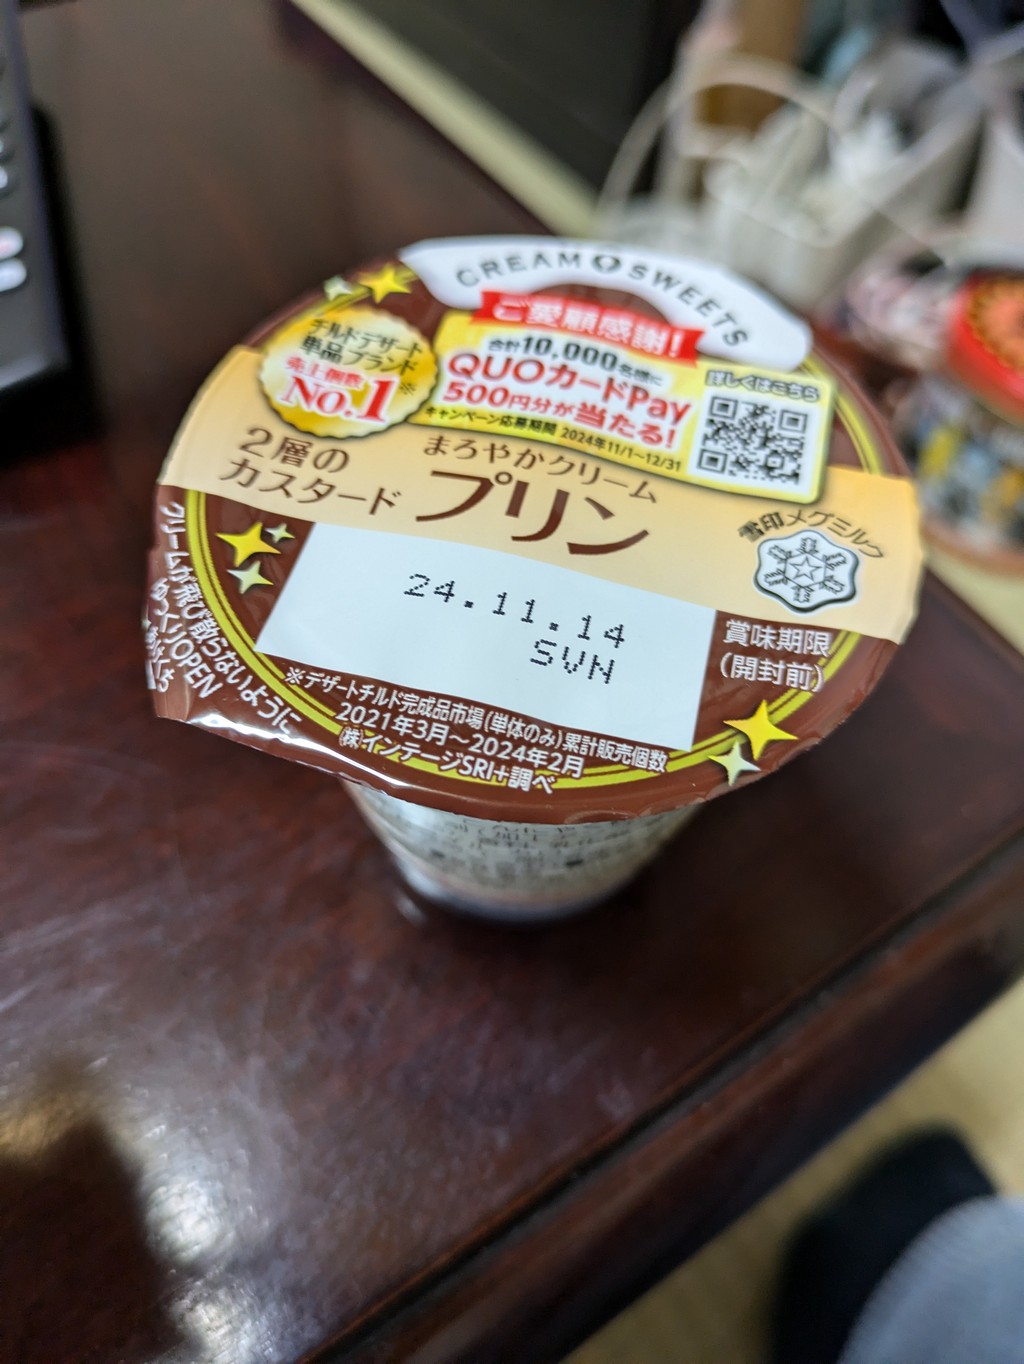 CREAM SWEETS
ご愛顧感謝!
合計10,000名様に
QUOカードPay
500円分が当たる!
キャンペーン応募期間 2024年11/1～12/31
詳しくはこちら
チルドデザート
単品ブランド
売上個数
No.1※
2層の
カスタード
まろやかクリーム
プリン
雪印メグミルク
24.11.14
SVN
賞味期限
(開封前)
※デザートチルド完成品市場(単体のみ)累計販売個数
2021年3月～2024年2月
㈱インテージSRI+調べ
クリームが飛び散らないように
ゆっくりOPEN